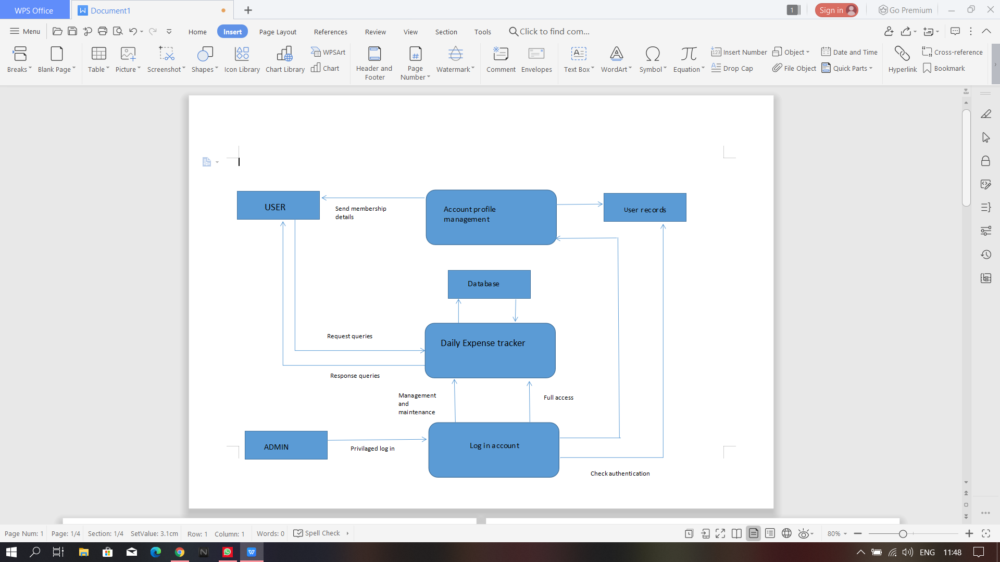 WPS Office
Document1
1
Sign in
Go Premium
Menu
Home
Insert
Page Layout
References
Review
View
Section
Tools
Click to find com...
Breaks
Blank Page
Table
Picture
Screenshot
Shapes
Icon Library
Chart Library
WPSArt
Chart
Header and
Footer
Page
Number
Watermark
Comment
Envelopes
Text Box
WordArt
Symbol
Equation
Insert Number
Drop Cap
Object
File Object
Date and Time
Quick Parts
Hyperlink
Cross-reference
Bookmark
USER
Send membership
details
Account profile
management
User records
Database
Request queries
Daily Expense tracker
Response queries
Management
and
maintenance
Full access
ADMIN
Privilaged log in
Log in account
Check authentication
Page Num: 1
Page: 1/4
Section: 1/4
SetValue: 3.1cm
Row: 1
Column: 1
Words: 0
Spell Check
80%
ENG
11:48